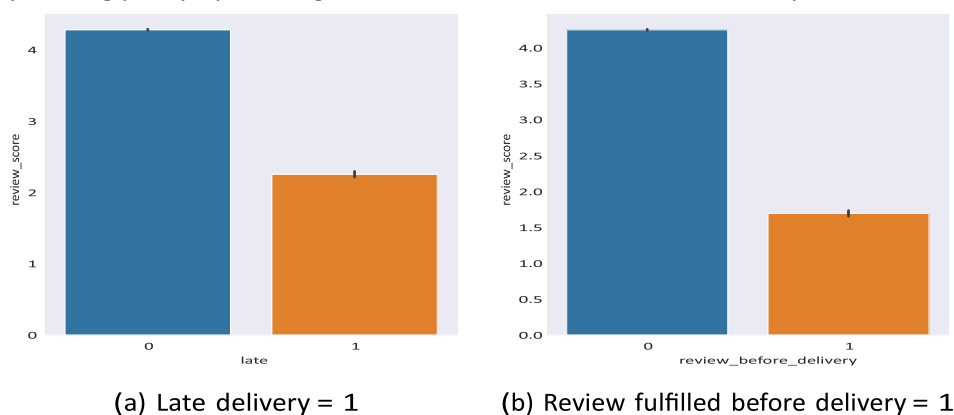 4
3
2
1
0
review_score
0 1
late
4.0
3.5
3.0
2.5
2.0
1.5
1.0
0.5
0.0
review_score
0 1
review_before_delivery
(a) Late delivery = 1
(b) Review fulfilled before delivery = 1